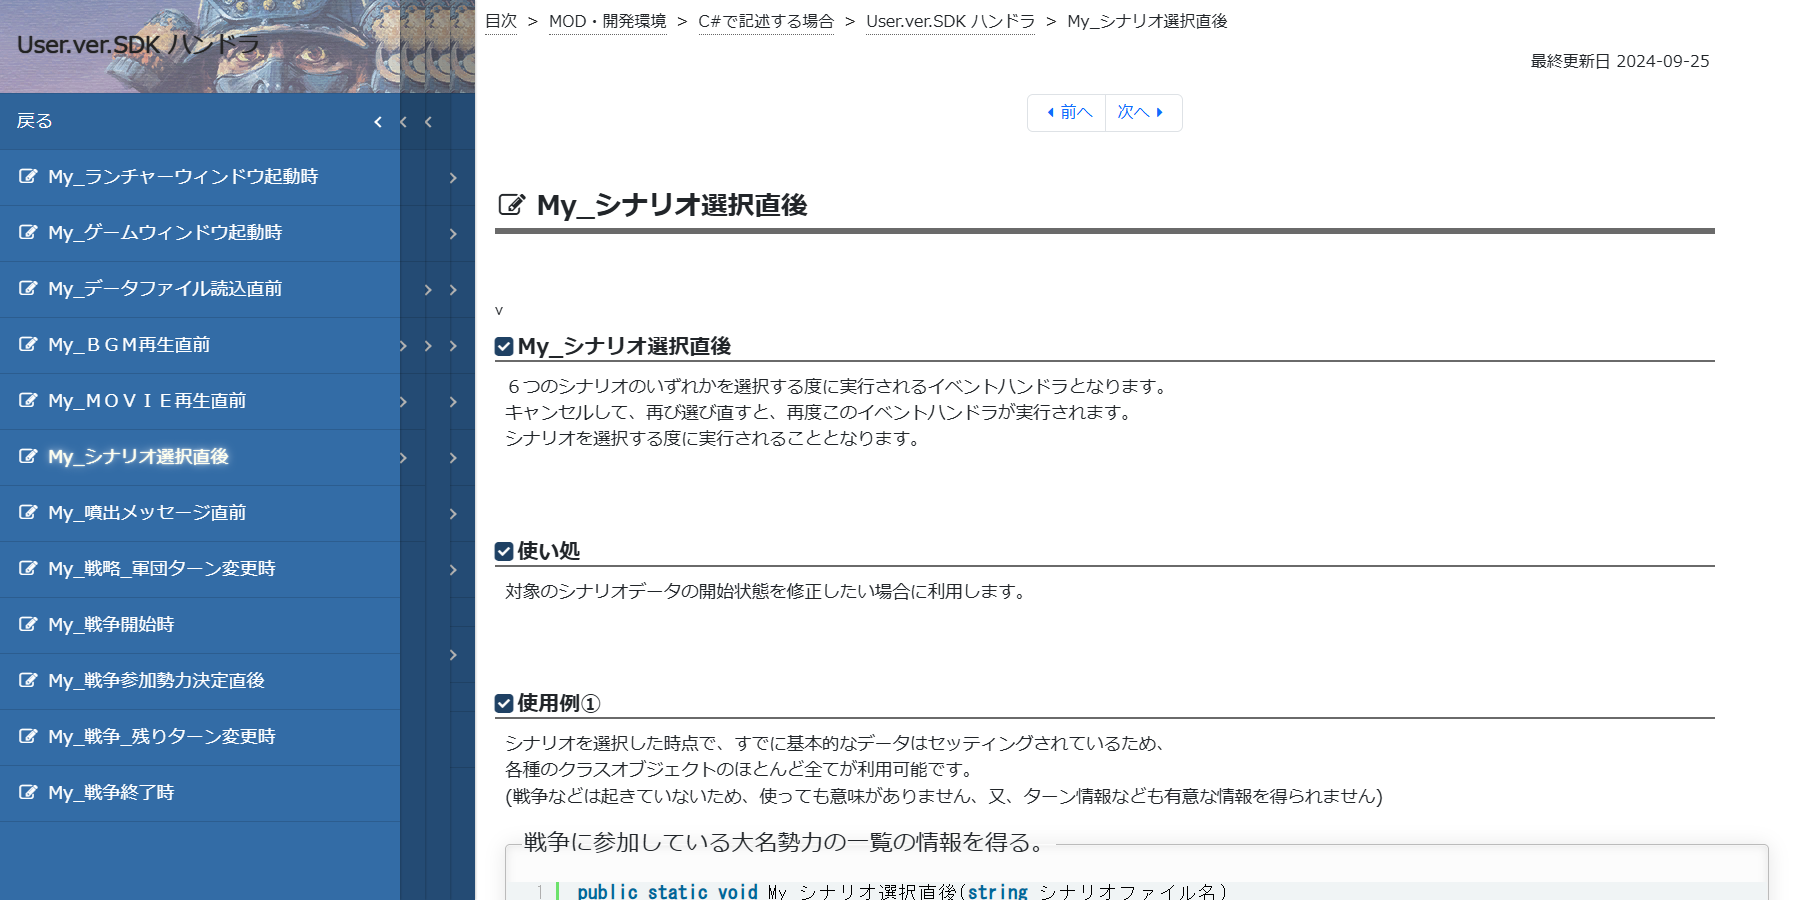 User.ver.SDK ハンドラ
戻る
My_ランチャーウィンドウ起動時
My_ゲームウィンドウ起動時
My_データファイル読込直前
My_ＢＧＭ再生直前
My_ＭＯＶＩＥ再生直前
My_シナリオ選択直後
My_噴出メッセージ直前
My_戦略_軍団ターン変更時
My_戦争開始時
My_戦争参加勢力決定直後
My_戦争_残りターン変更時
My_戦争終了時
目次 > MOD・開発環境 > C#で記述する場合 > User.ver.SDK ハンドラ > My_シナリオ選択直後
最終更新日 2024-09-25
前へ 次へ
My_シナリオ選択直後
v
My_シナリオ選択直後
６つのシナリオのいずれかを選択する度に実行されるイベントハンドラとなります。
キャンセルして、再び選び直すと、再度このイベントハンドラが実行されます。
シナリオを選択する度に実行されることとなります。
使い処
対象のシナリオデータの開始状態を修正したい場合に利用します。
使用例①
シナリオを選択した時点で、すでに基本的なデータはセッティングされているため、
各種のクラスオブジェクトのほとんど全てが利用可能です。
(戦争などは起きていないため、使っても意味がありません、又、ターン情報なども有意な情報を得られません)
戦争に参加している大名勢力の一覧の情報を得る。
1 public static void My_シナリオ選択直後(string シナリオファイル名)